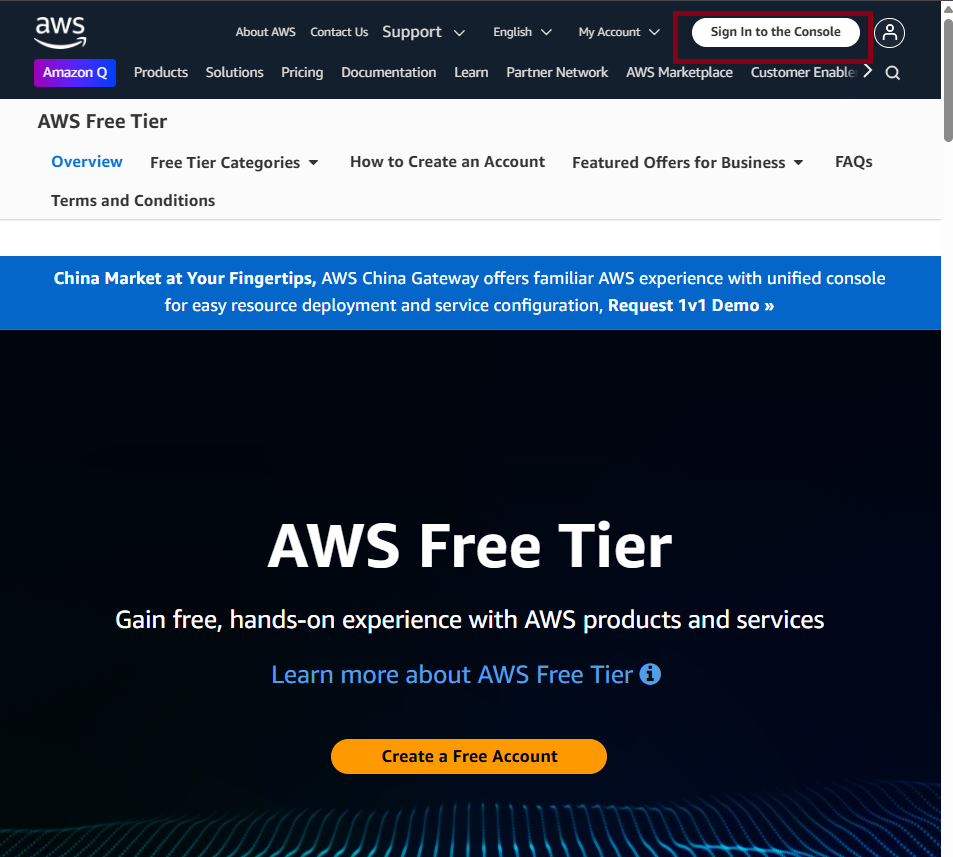 aws
About AWS Contact Us Support English My Account Sign In to the Console
Amazon Q Products Solutions Pricing Documentation Learn Partner Network AWS Marketplace Customer Enable
AWS Free Tier
Overview Free Tier Categories How to Create an Account Featured Offers for Business FAQs
Terms and Conditions
China Market at Your Fingertips, AWS China Gateway offers familiar AWS experience with unified console
for easy resource deployment and service configuration, Request 1v1 Demo »
AWS Free Tier
Gain free, hands-on experience with AWS products and services
Learn more about AWS Free Tier
Create a Free Account